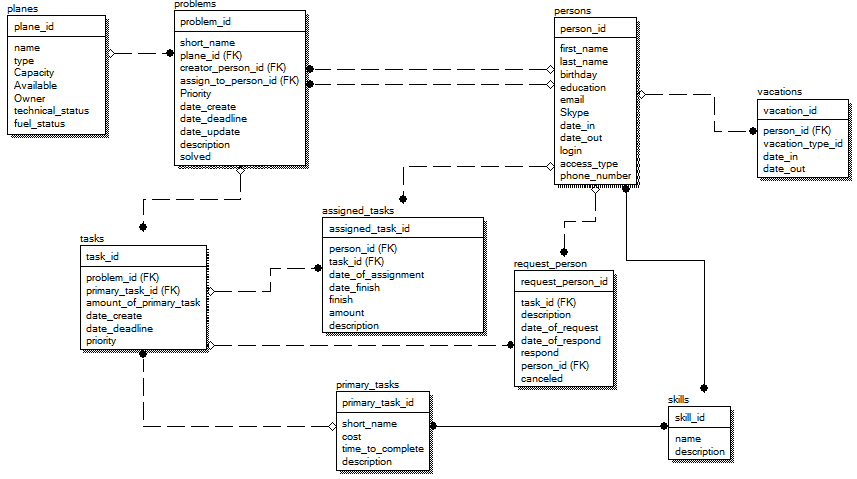 planes
plane_id
name
type
Capacity
Available
Owner
technical_status
fuel_status
problems
problem_id
short_name
plane_id (FK)
creator_person_id (FK)
assign_to_person_id (FK)
Priority
date_create
date_deadline
date_update
description
solved
persons
person_id
first_name
last_name
birthday
education
email
Skype
date_in
date_out
login
access_type
phone_number
vacations
vacation_id
person_id (FK)
vacation_type_id
date_in
date_out
tasks
task_id
problem_id (FK)
primary_task_id (FK)
amount_of_primary_task
date_create
date_deadline
priority
assigned_tasks
assigned_task_id
person_id (FK)
task_id (FK)
date_of_assignment
date_finish
finish
amount
description
request_person
request_person_id
task_id (FK)
description
date_of_request
date_of_respond
respond
person_id (FK)
canceled
primary_tasks
primary_task_id
short_name
cost
time_to_complete
description
skills
skill_id
name
description